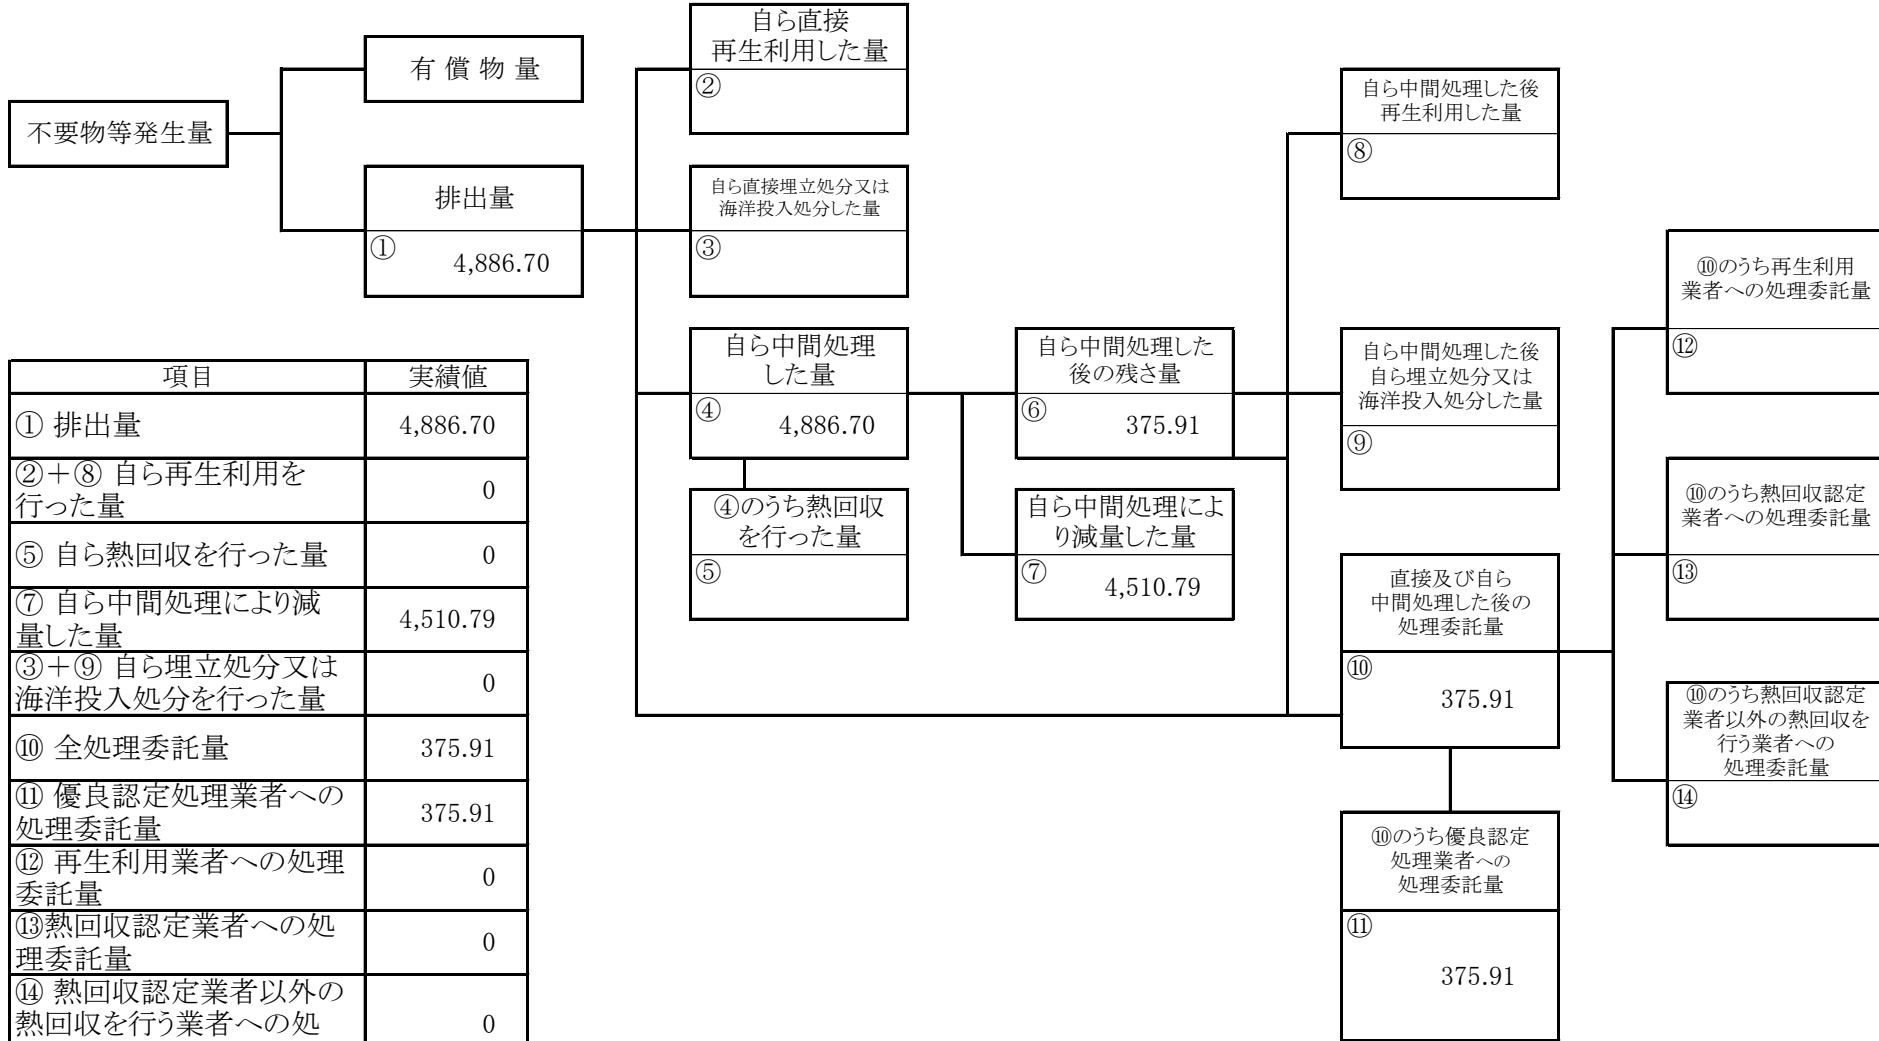 不要物等発生量
有 償 物 量
排出量
① 4,886.70
自ら直接
再生利用した量
②
自ら直接埋立処分又は
海洋投入処分した量
③
自ら中間処理
した量
④ 4,886.70
④のうち熱回収
を行った量
⑤
自ら中間処理した
後の残さ量
⑥ 375.91
自ら中間処理によ
り減量した量
⑦ 4,510.79
自ら中間処理した後
再生利用した量
⑧
自ら中間処理した後
自ら埋立処分又は
海洋投入処分した量
⑨
直接及び自ら
中間処理した後の
処理委託量
⑩
375.91
⑩のうち優良認定
処理業者への
処理委託量
⑪
375.91
⑩のうち再生利用
業者への処理委託量
⑫
⑩のうち熱回収認定
業者への処理委託量
⑬
⑩のうち熱回収認定
業者以外の熱回収を
行う業者への
処理委託量
⑭
項目 実績値
① 排出量 4,886.70
②+⑧ 自ら再生利用を
行った量 0
⑤ 自ら熱回収を行った量 0
⑦ 自ら中間処理により減
量した量 4,510.79
③+⑨ 自ら埋立処分又は
海洋投入処分を行った量 0
⑩ 全処理委託量 375.91
⑪ 優良認定処理業者への
処理委託量 375.91
⑫ 再生利用業者への処理
委託量 0
⑬熱回収認定業者への処
理委託量 0
⑭ 熱回収認定業者以外の
熱回収を行う業者への処 0